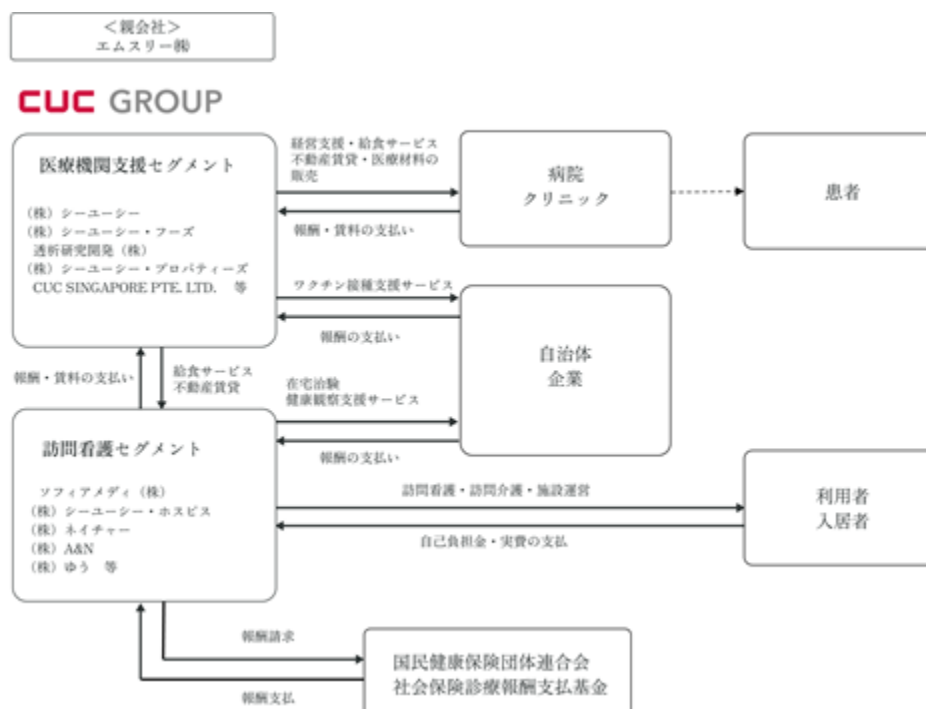 ＜親会社＞
エムスリー㈱
CUC GROUP
医療機関支援セグメント
（株）シーユーシー
（株）シーユーシー・フーズ
透析研究開発（株）
（株）シーユーシー・プロパティーズ
CUC SINGAPORE PTE. LTD.　等
経営支援・給食サービス
不動産賃貸・医療材料の
販売
報酬・賃料の支払い
病院
クリニック
患者
ワクチン接種支援サービス
報酬の支払い
自治体
企業
報酬・賃料の支払い
給食サービス
不動産賃貸
在宅治験
健康観察支援サービス
報酬の支払い
訪問看護セグメント
ソフィアメディ（株）
（株）シーユーシー・ホスピス
（株）ネイチャー
（株）A&N
（株）ゆう　等
訪問看護・訪問介護・施設運営
自己負担金・実費の支払
利用者
入居者
報酬請求
報酬支払
国民健康保険団体連合会
社会保険診療報酬支払基金